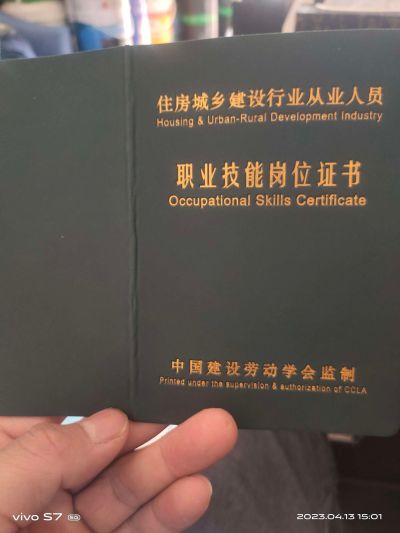 住房城乡建设行业从业人员
Housing & Urban-Rural Development Industry
职业技能岗位证书
Occupational Skills Certificate
中国建设劳动学会监制
Printed under the supervision & authorization of CCLA
vivo S7 5G
2023.04.13 15:01